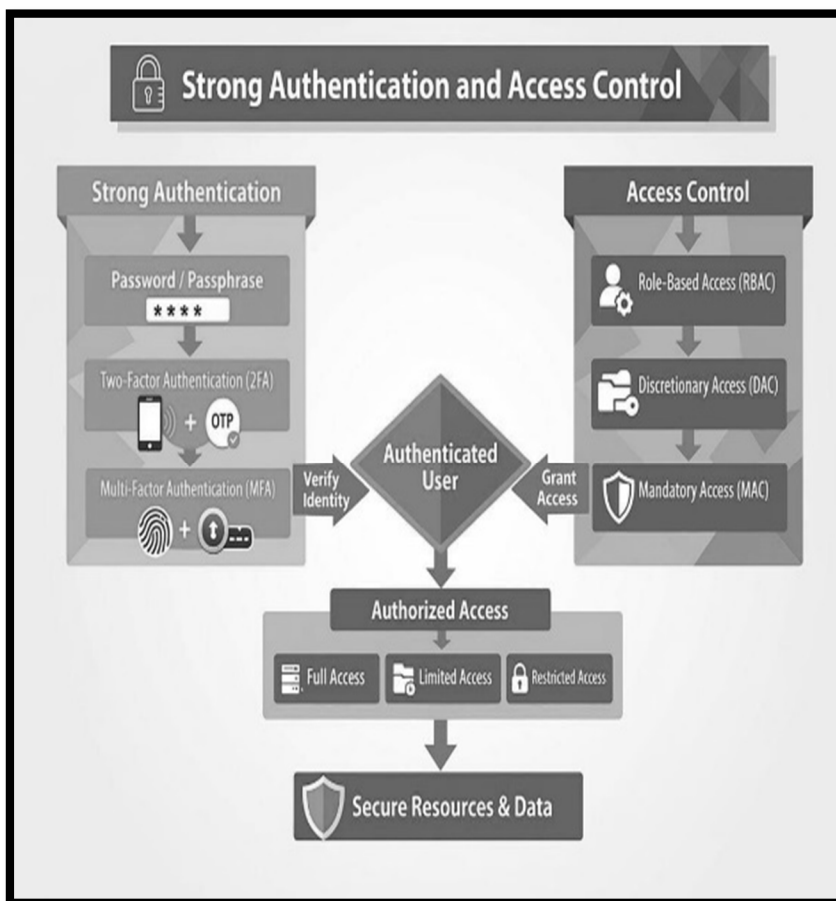 Strong Authentication and Access Control
Strong Authentication
Password / Passphrase
****
Two-Factor Authentication (2FA)
+ OTP
Multi-Factor Authentication (MFA)
+
Verify
Identity
Authenticated
User
Access Control
Role-Based Access (RBAC)
Discretionary Access (DAC)
Mandatory Access (MAC)
Grant
Access
Authorized Access
Full Access
Limited Access
Restricted Access
Secure Resources & Data